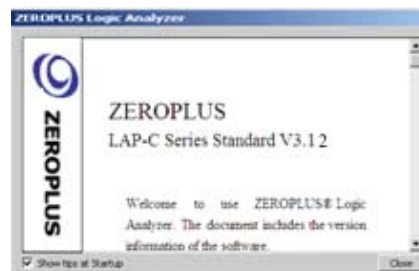 ZEROPLUS Logic Analyzer
ZEROPLUS
ZEROPLUS
LAP-C Series Standard V3.12
Welcome to use ZEROPLUS® Logic
Analyzer. The document includes the version
information of the software.
Show tips at Startup
Close